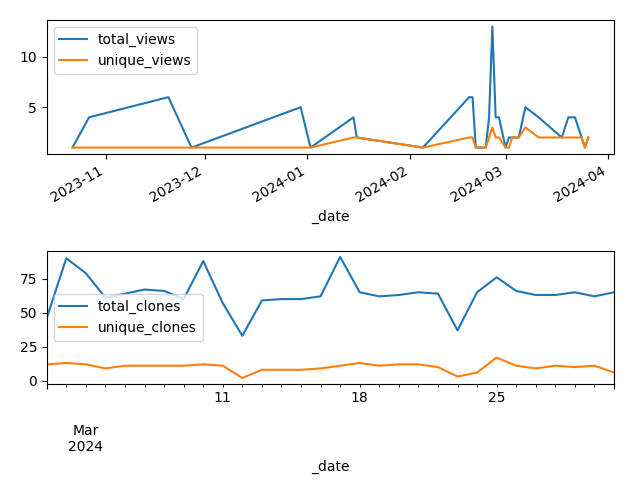 10
5
total_views
unique_views
2023-11
2023-12
2024-01
2024-02
2024-03
2024-04
_date
75
50
25
0
total_clones
unique_clones
11
18
25
Mar
2024
_date